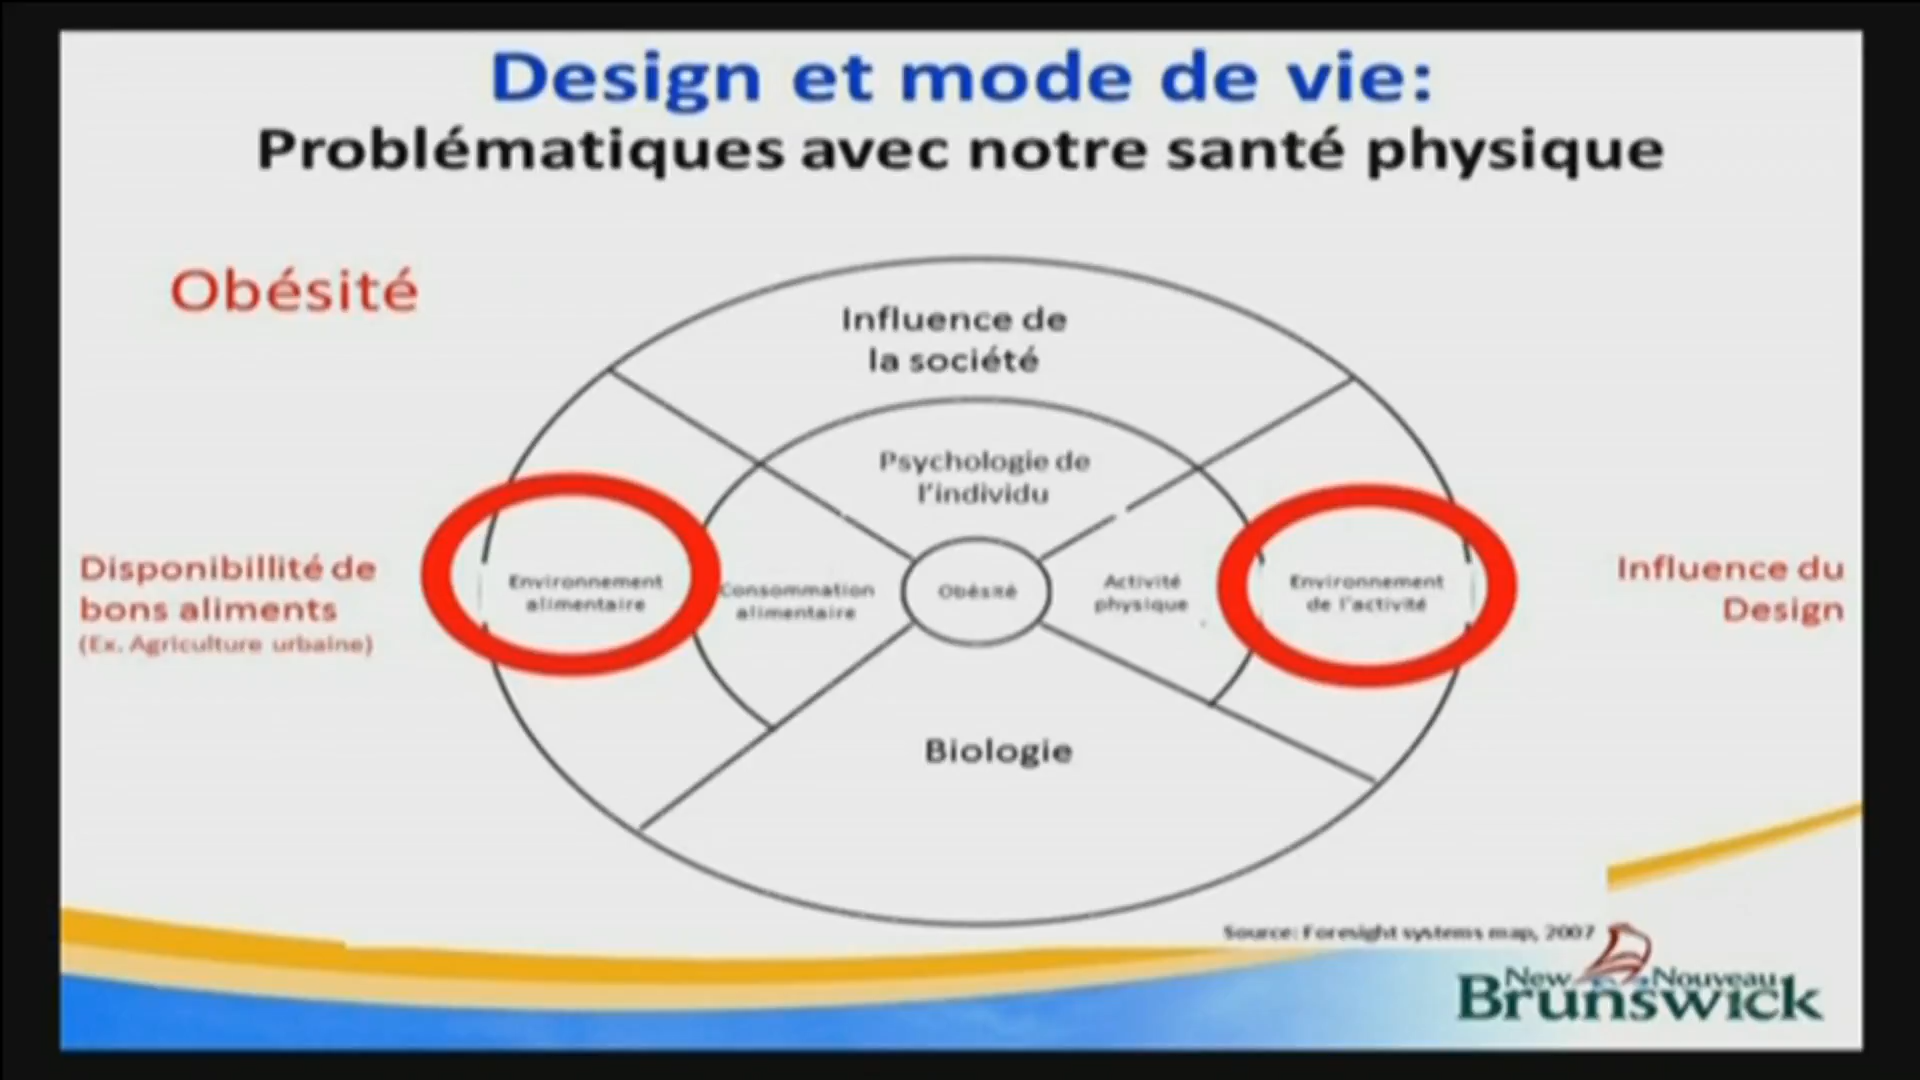 Design et mode de vie:
Problématiques avec notre santé physique
Obésité
Influence de
la société
Psychologie de
l'individu
Disponibillité de
bons aliments
(Ex. Agriculture urbaine)
Environnement
alimentaire
Consommation
alimentaire
Obésité
Activité
physique
Environnement
de l'activité
Influence du
Design
Biologie
Source: Foresight systems map, 2007
New Nouveau
Brunswick